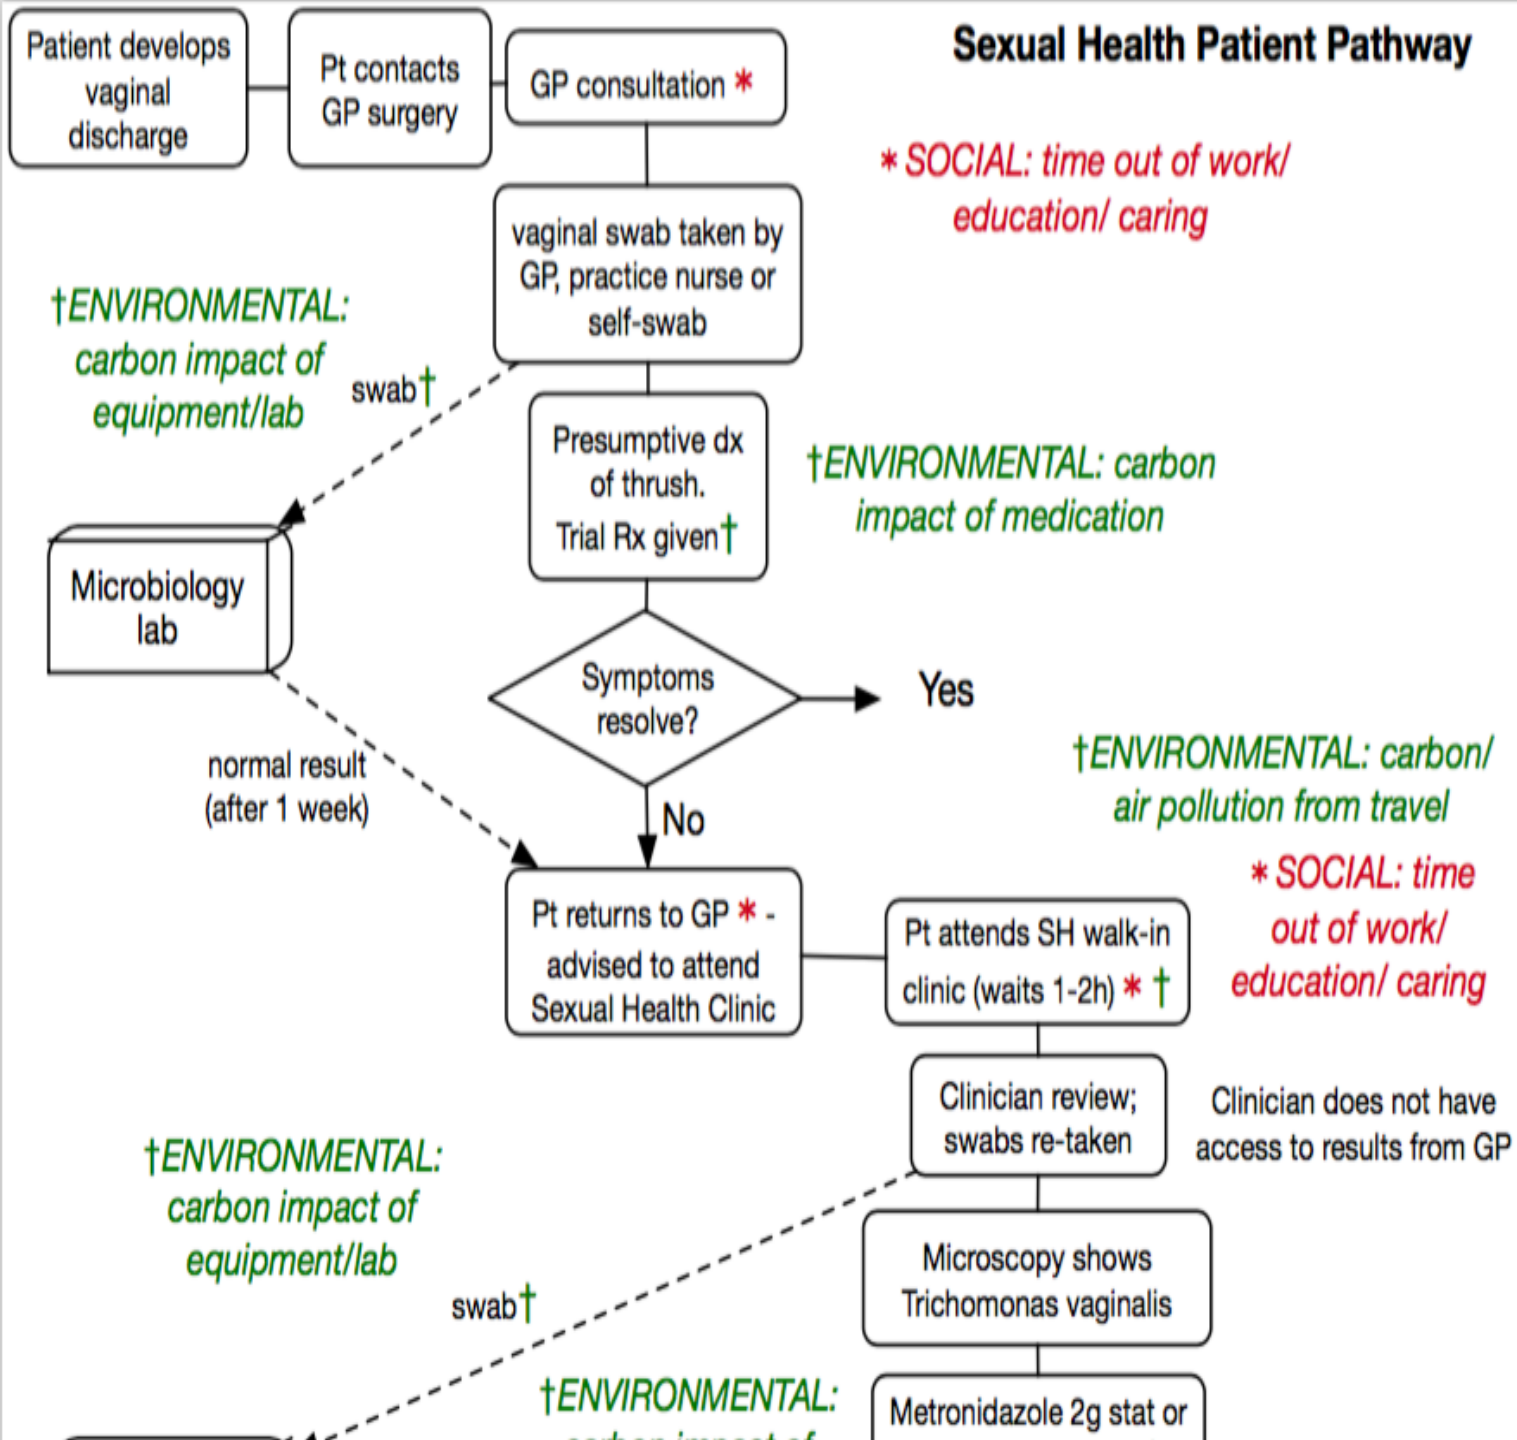 Sexual Health Patient Pathway
Patient develops
vaginal
discharge
Pt contacts
GP surgery
GP consultation *
* SOCIAL: time out of work/
education/ caring
vaginal swab taken by
GP, practice nurse or
self-swab
†ENVIRONMENTAL:
carbon impact of
equipment/lab
swab†
Presumptive dx
of thrush.
Trial Rx given†
†ENVIRONMENTAL: carbon
impact of medication
Microbiology
lab
Symptoms
resolve?
Yes
normal result
(after 1 week)
No
†ENVIRONMENTAL: carbon/
air pollution from travel
* SOCIAL: time
out of work/
education/ caring
Pt returns to GP * -
advised to attend
Sexual Health Clinic
Pt attends SH walk-in
clinic (waits 1-2h) * †
Clinician review;
swabs re-taken
Clinician does not have
access to results from GP
†ENVIRONMENTAL:
carbon impact of
equipment/lab
swab†
Microscopy shows
Trichomonas vaginalis
†ENVIRONMENTAL:
carbon impact of
Metronidazole 2g stat or